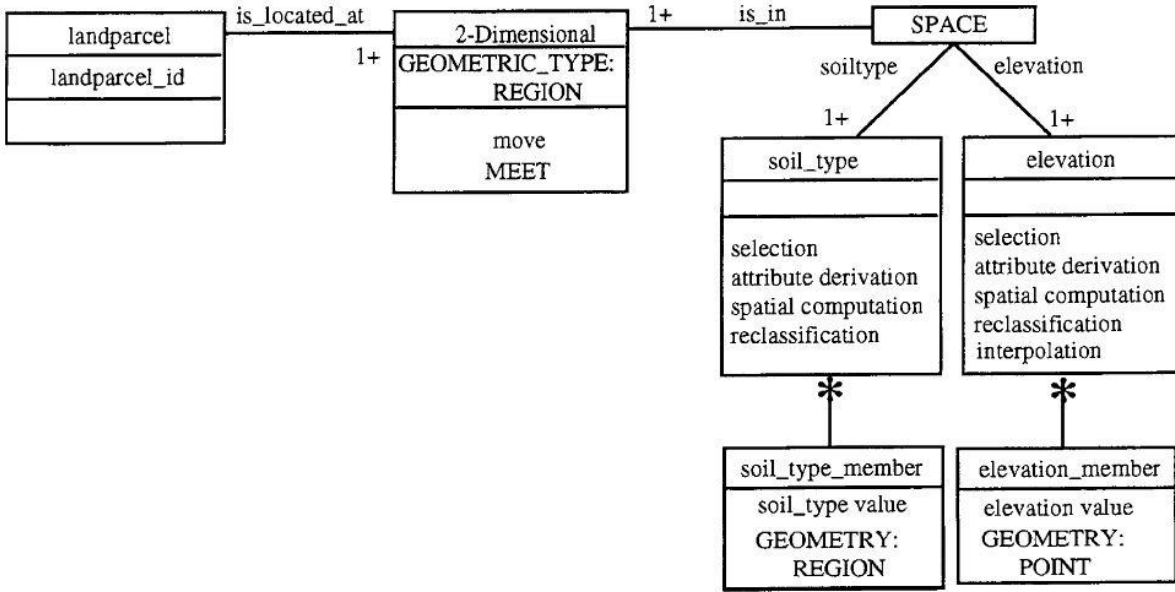 landparcel
landparcel_id
is_located_at
1+
2-Dimensional
GEOMETRIC_TYPE:
REGION
move
MEET
1+
is_in
SPACE
soiltype
elevation
1+
1+
soil_type
selection
attribute derivation
spatial computation
reclassification
elevation
selection
attribute derivation
spatial computation
reclassification
interpolation
*
*
soil_type_member
soil_type value
GEOMETRY:
REGION
elevation_member
elevation value
GEOMETRY:
POINT